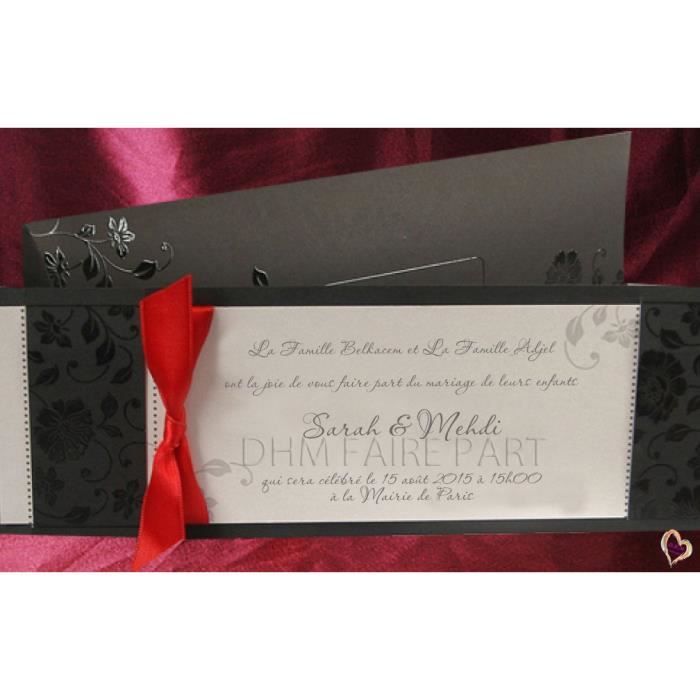 La Famille Belkacem et La Famille Adjel
ont la joie de vous faire part du mariage de leurs enfants
Sarah & Mehdi
DHM FAIRE PART
qui sera célébré le 15 août 2015 à 15h00
à la Mairie de Paris